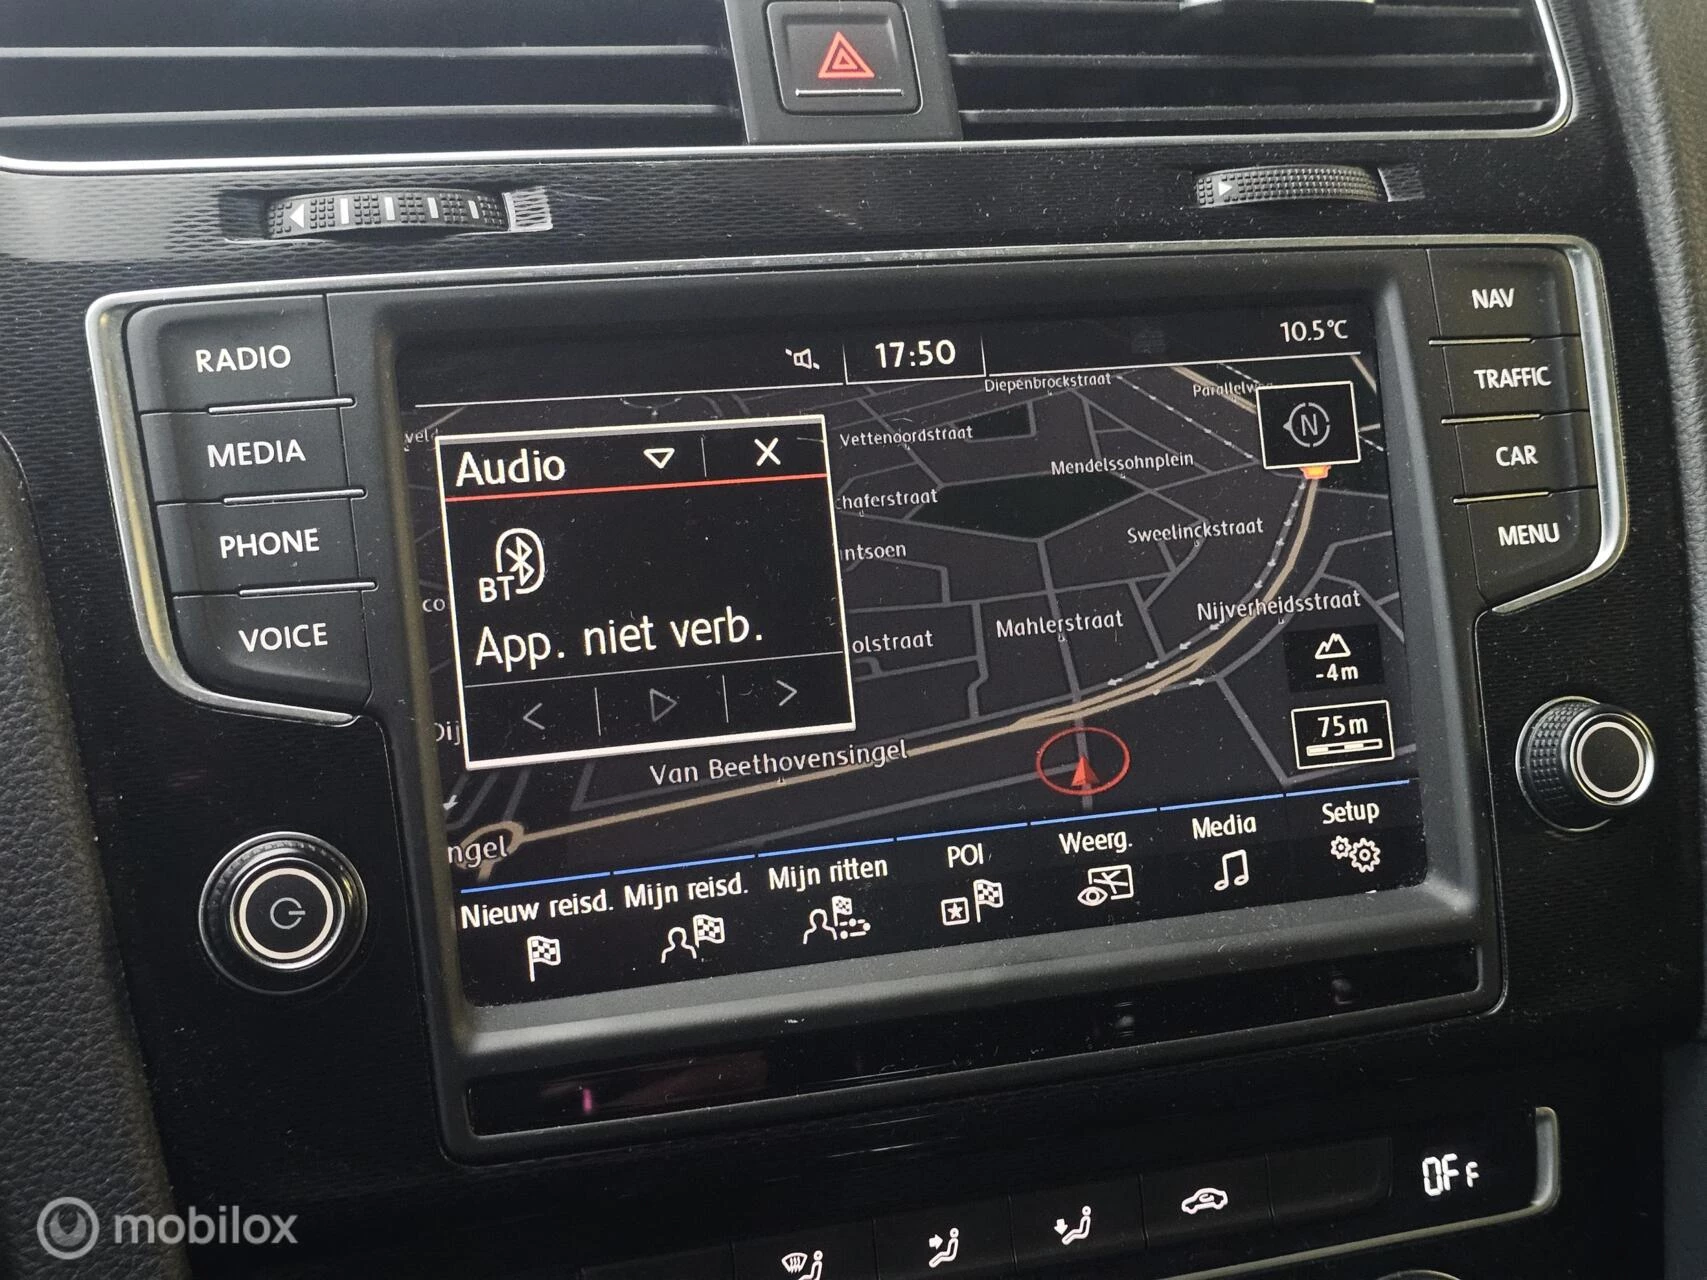 RADIO
MEDIA
PHONE
VOICE
NAV
TRAFFIC
CAR
MENU
17:50
10.5°C
Diepenbrockstraat
Vettenoordstraat
Mendelssohnplein
Sweelinckstraat
Mahlerstraat
Nijverheidsstraat
Van Beethovensingel
N
-4m
75m
Audio
X
BT
App. niet verb.
chaferstraat
ntsoen
olstraat
co
Dij
ngel
Nieuw reisd.
Mijn reisd.
Mijn ritten
POI
Weerg.
Media
Setup
OFF
mobilox